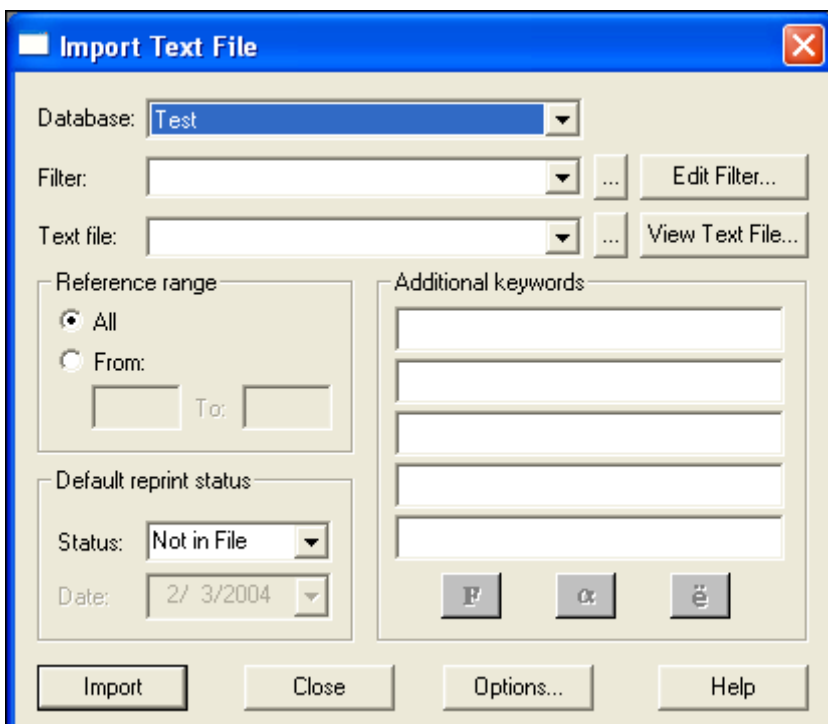 Import Text File
Database: Test
Filter: ... Edit Filter...
Text file: ... View Text File...
Reference range
All
From:
To:
Additional keywords
Default reprint status
Status: Not in File
Date: 2/ 3/2004
F α ë
Import Close Options... Help